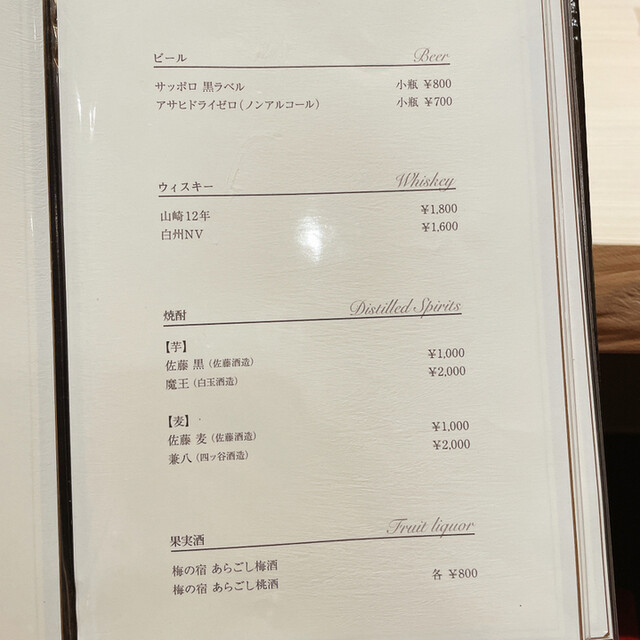 ビール Beer
サッポロ 黒ラベル 小瓶 ¥800
アサヒドライゼロ（ノンアルコール） 小瓶 ¥700
ウィスキー Whiskey
山崎12年 ¥1,800
白州NV ¥1,600
焼酎 Distilled Spirits
【芋】
佐藤 黒（佐藤酒造） ¥1,000
魔王（白玉酒造） ¥2,000
【麦】
佐藤 麦（佐藤酒造） ¥1,000
兼八（四ッ谷酒造） ¥2,000
果実酒 Fruit liquor
梅の宿 あらごし梅酒
梅の宿 あらごし桃酒 各 ¥800